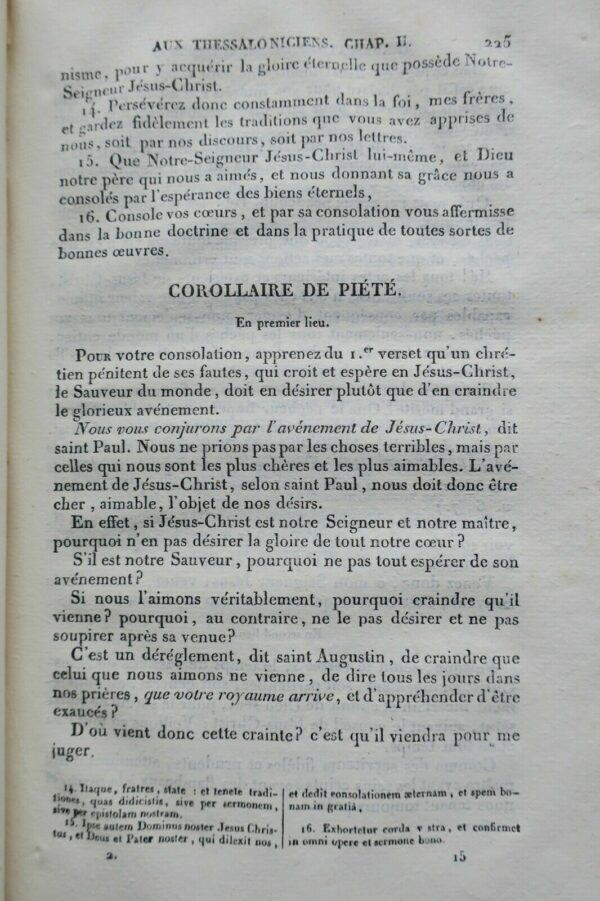 AUX THESSALONICIENS. CHAP. II. 225
nisme, pour y acquérir la gloire éternelle que possède Notre-
Seigneur Jésus-Christ.
14. Persévérez donc constamment dans la foi, mes frères,
et gardez fidèlement les traditions que vous avez apprises de
nous, soit par nos discours, soit par nos lettres.
15. Que Notre-Seigneur Jésus-Christ lui-même, et Dieu
notre père qui nous a aimés, et nous donnant sa grâce nous a
consolés par l'espérance des biens éternels,
16. Console vos cœurs, et par sa consolation vous affermisse
dans la bonne doctrine et dans la pratique de toutes sortes de
bonnes œuvres.
COROLLAIRE DE PIÉTÉ.
En premier lieu.
POUR votre consolation, apprenez du 1.er verset qu'un chré-
tien pénitent de ses fautes, qui croit et espère en Jésus-Christ,
le Sauveur du monde, doit en désirer plutôt que d'en craindre
le glorieux avénement.
Nous vous conjurons par l'avénement de Jésus-Christ, dit
saint Paul. Nous ne prions pas par les choses terribles, mais par
celles qui nous sont les plus chères et les plus aimables. L'avé-
nement de Jésus-Christ, selon saint Paul, nous doit donc être
cher, aimable, l'objet de nos désirs.
En effet, si Jésus-Christ est notre Seigneur et notre maître,
pourquoi n'en pas désirer la gloire de tout notre cœur?
S'il est notre Sauveur, pourquoi ne pas tout espérer de son
avénement?
Si nous l'aimons véritablement, pourquoi craindre qu'il
vienne? pourquoi, au contraire, ne le pas désirer et ne pas
soupirer après sa venue?
C'est un déréglement, dit saint Augustin, de craindre que
celui que nous aimons ne vienne, de dire tous les jours dans
nos prières, que votre royaume arrive, et d'appréhender d'être
exaucés?
D'où vient donc cette crainte? c'est qu'il viendra pour me
juger.
14. Itaque, fratres, state : et tenete tradi-
tiones, quas didicistis, sive per sermonem,
sive per epistolam nostram.
15. Ipse autem Dominus noster Jesus Chris-
tus, et Deus et Pater noster, qui dilexit nos,
et dedit consolationem æternam, et spem bo-
nam in gratiâ,
16. Exhortetur corda v stra, et confirmet
in omni opere et sermone bono.
2. 15